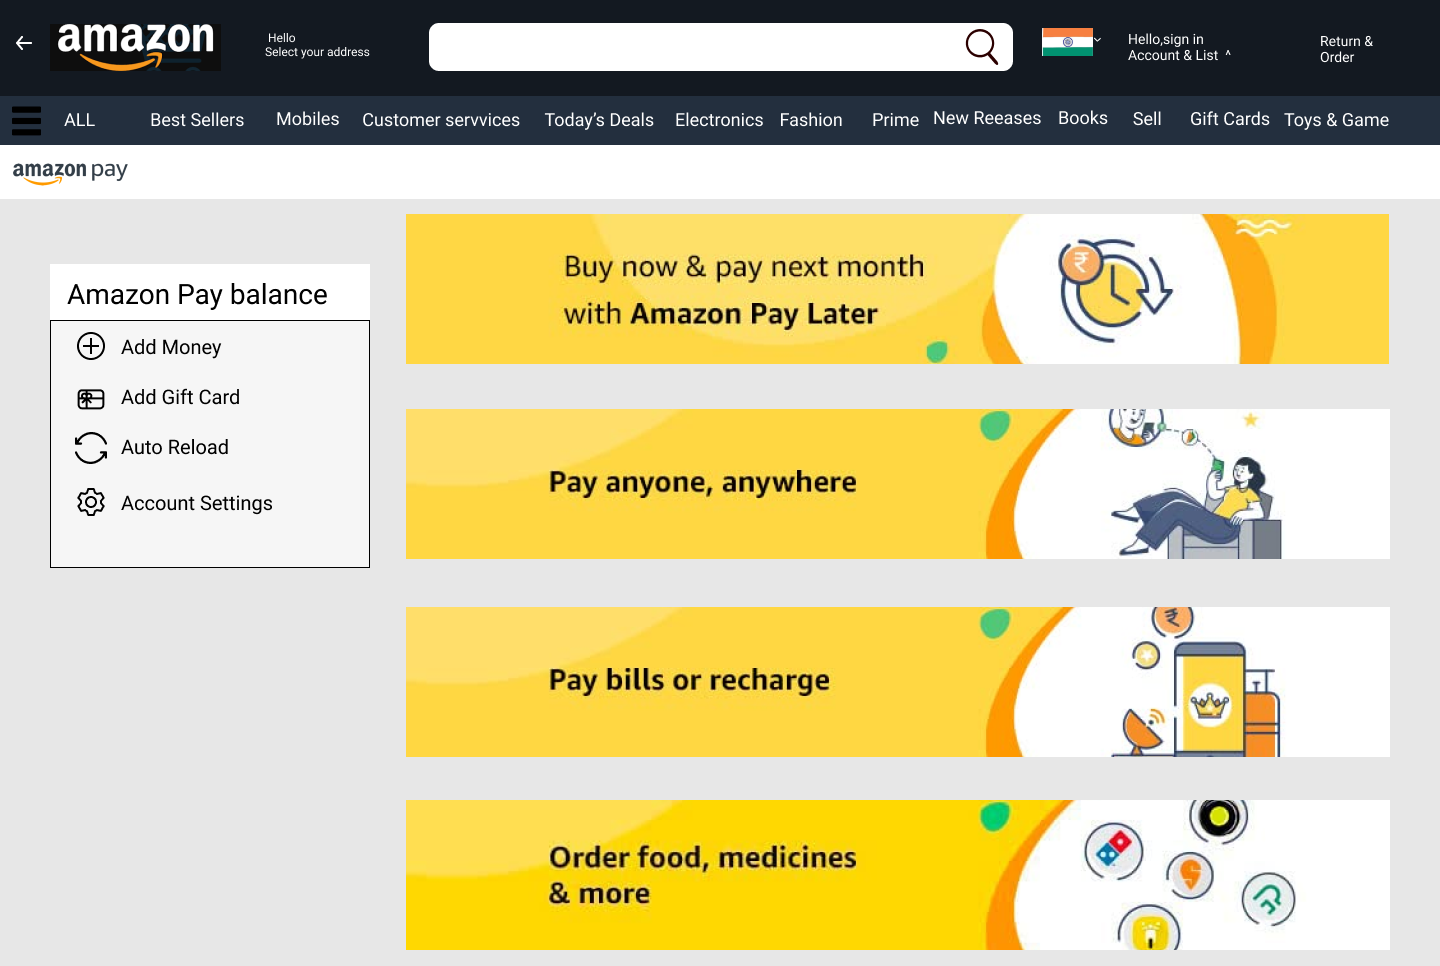 amazon
Hello
Select your address
Hello,sign in
Account & List ^
Return &
Order
ALL
Best Sellers
Mobiles
Customer servvices
Today's Deals
Electronics
Fashion
Prime
New Reeases
Books
Sell
Gift Cards
Toys & Game
amazon pay
Amazon Pay balance
Add Money
Add Gift Card
Auto Reload
Account Settings
Buy now & pay next month
with Amazon Pay Later
Pay anyone, anywhere
Pay bills or recharge
Order food, medicines
& more